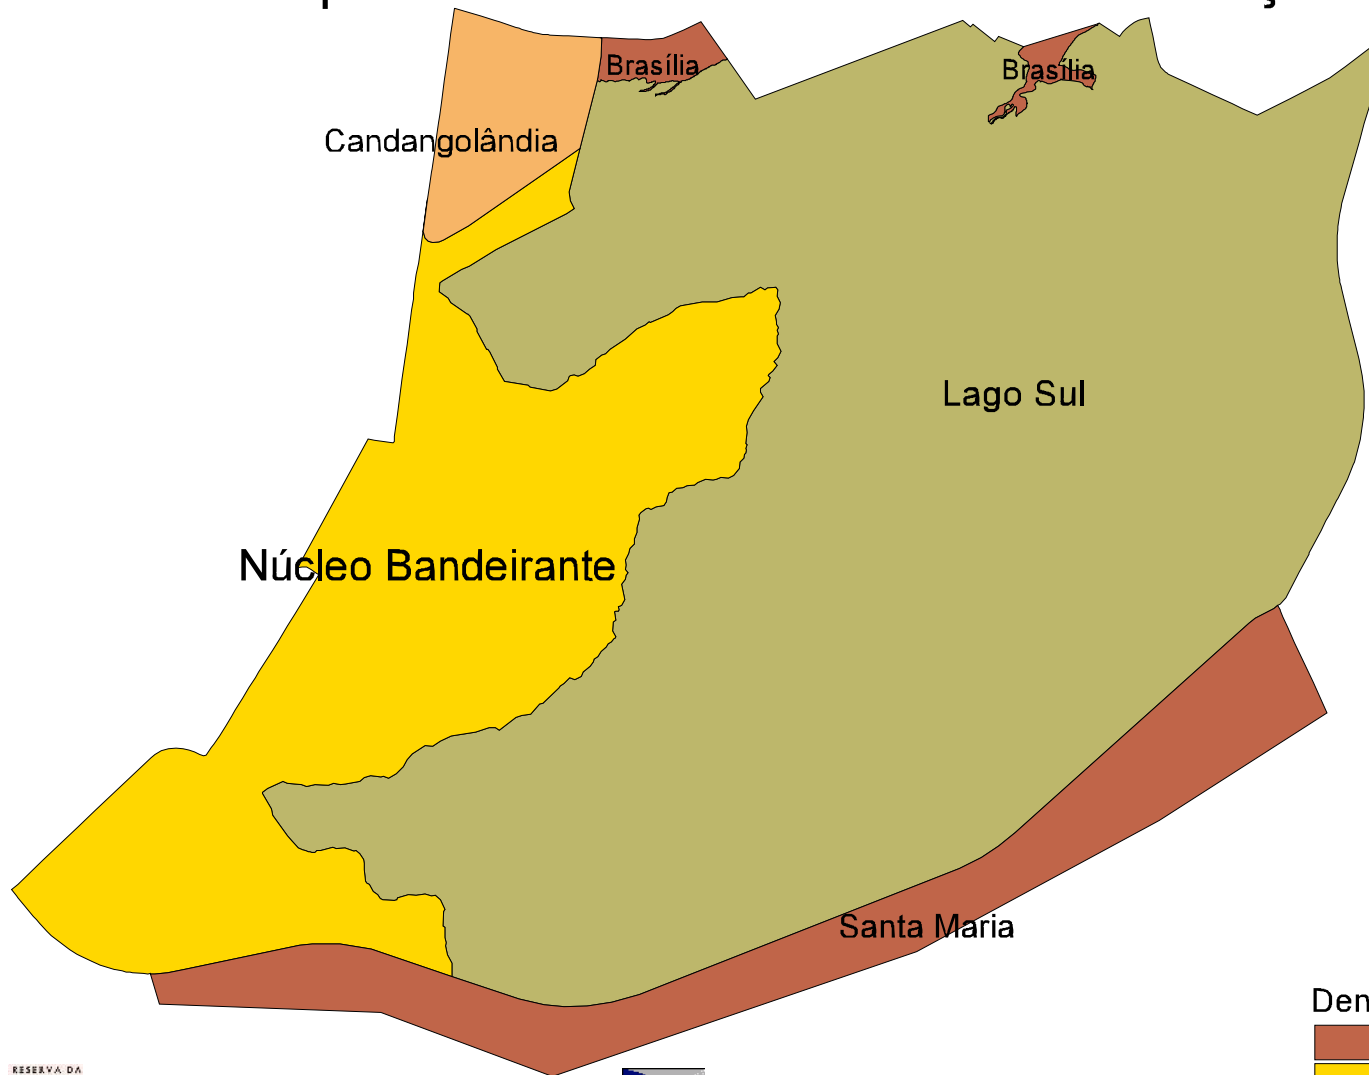 Brasília
Brasília
Candangolândia
Lago Sul
Núcleo Bandeirante
Santa Maria
Den
RESERVA DA